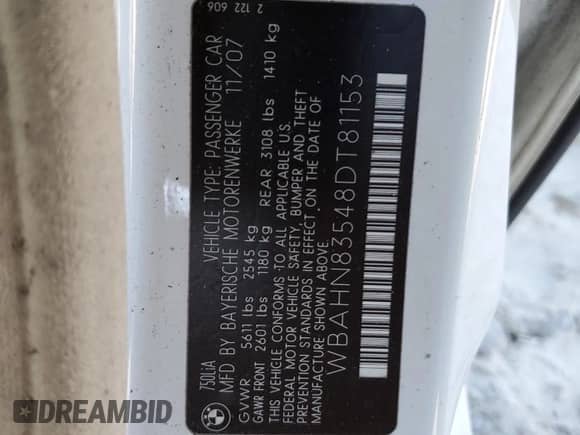 2 122 606
750LiA VEHICLE TYPE: PASSENGER CAR
MFD BY BAYERISCHE MOTORENWERKE 11/07
GVWR 5611 lbs 2545 kg
GAWR FRONT 2601 lbs 1180 kg REAR 3108 lbs 1410 kg
THIS VEHICLE CONFORMS TO ALL APPLICABLE U.S.
FEDERAL MOTOR VEHICLE SAFETY, BUMPER AND THEFT
PREVENTION STANDARDS IN EFFECT ON THE DATE OF
MANUFACTURE SHOWN ABOVE.
WBAHN83548DT81153
BMW
DREAMBID